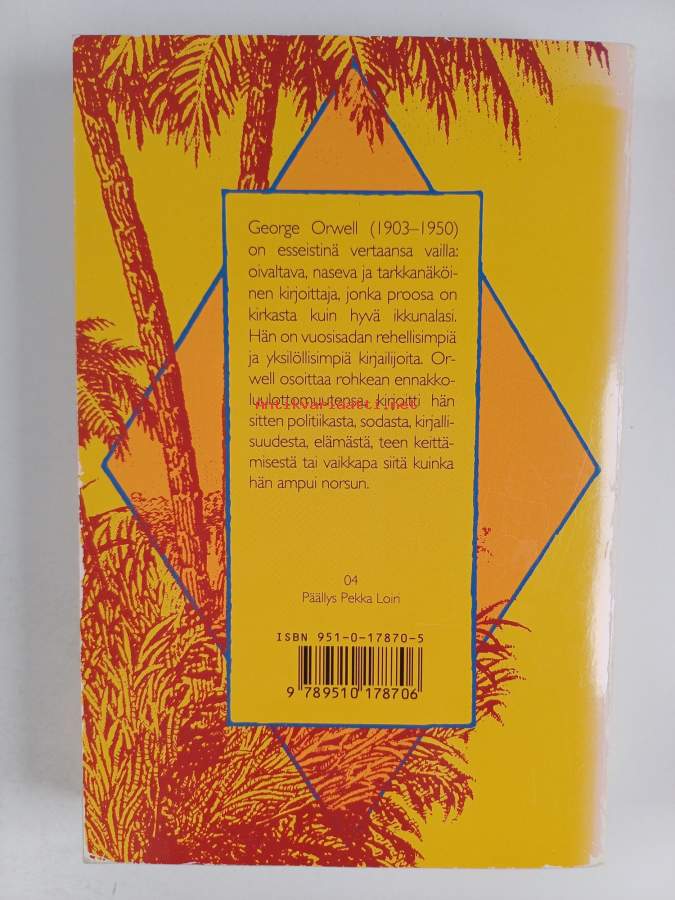 George Orwell (1903–1950)
on esseistinä vertaansa vailla:
oivaltava, naseva ja tarkkanäköi-
nen kirjoittaja, jonka proosa on
kirkasta kuin hyvä ikkunalasi.
Hän on vuosisadan rehellisimpiä
ja yksilöllisimpiä kirjailijoita. Or-
well osoittaa rohkean ennakko-
luulottomuutensa, kirjoitti hän
Antikvariaatti.net
sitten politiikasta, sodasta, kirjalli-
suudesta, elämästä, teen keittä-
misestä tai vaikkapa siitä kuinka
hän ampui norsun.
04
Päällys Pekka Loiri
ISBN 951-0-17870-5
9 789510 178706